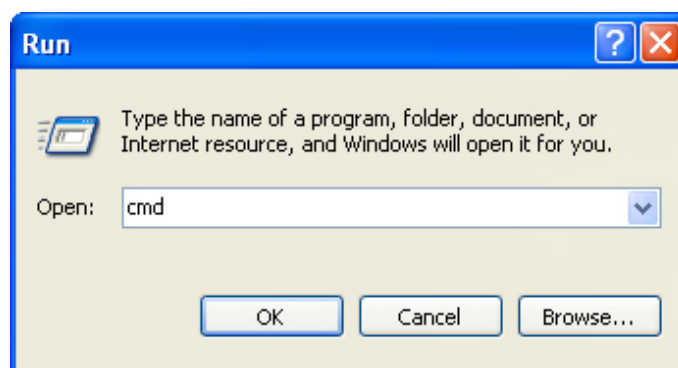 Run
Type the name of a program, folder, document, or
Internet resource, and Windows will open it for you.
Open: cmd
OK Cancel Browse...